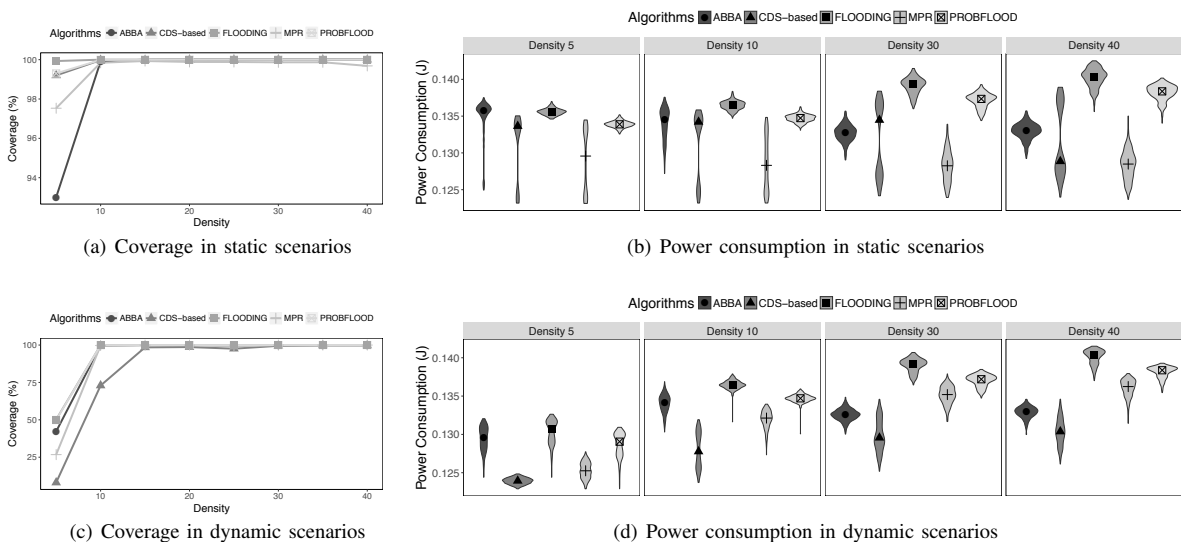 Algorithms ABBA CDS−based FLOODING MPR PROBFLOOD
Coverage (%)
100
98
96
94
10
20
30
40
Density
(a) Coverage in static scenarios
Algorithms ABBA CDS−based FLOODING MPR PROBFLOOD
Density 5
Density 10
Density 30
Density 40
Power Consumption (J)
0.140
0.135
0.130
0.125
(b) Power consumption in static scenarios
Algorithms ABBA CDS−based FLOODING MPR PROBFLOOD
Coverage (%)
100
75
50
25
10
20
30
40
Density
(c) Coverage in dynamic scenarios
Algorithms ABBA CDS−based FLOODING MPR PROBFLOOD
Density 5
Density 10
Density 30
Density 40
Power Consumption (J)
0.140
0.135
0.130
0.125
(d) Power consumption in dynamic scenarios